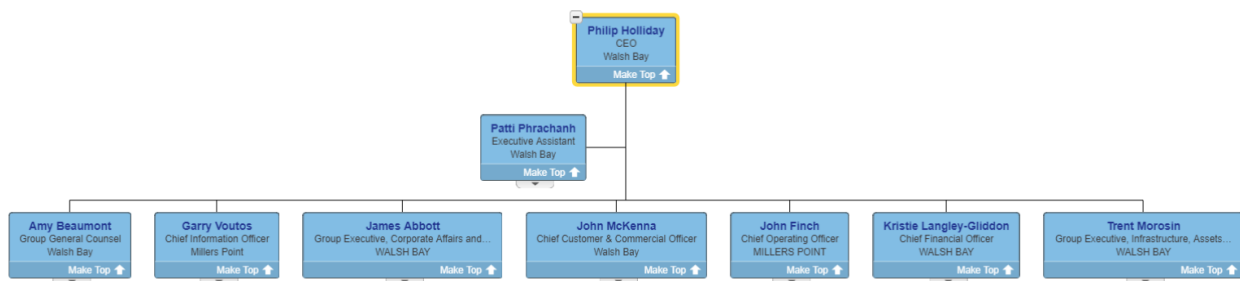 Philip Holliday
CEO
Walsh Bay
Make Top
Patti Phrachanh
Executive Assistant
Walsh Bay
Make Top
Amy Beaumont
Group General Counsel
Walsh Bay
Make Top
Garry Voutos
Chief Information Officer
Millers Point
Make Top
James Abbott
Group Executive, Corporate Affairs and...
WALSH BAY
Make Top
John McKenna
Chief Customer & Commercial Officer
Walsh Bay
Make Top
John Finch
Chief Operating Officer
MILLERS POINT
Make Top
Kristie Langley-Gliddon
Chief Financial Officer
WALSH BAY
Make Top
Trent Morosin
Group Executive, Infrastructure, Assets...
WALSH BAY
Make Top